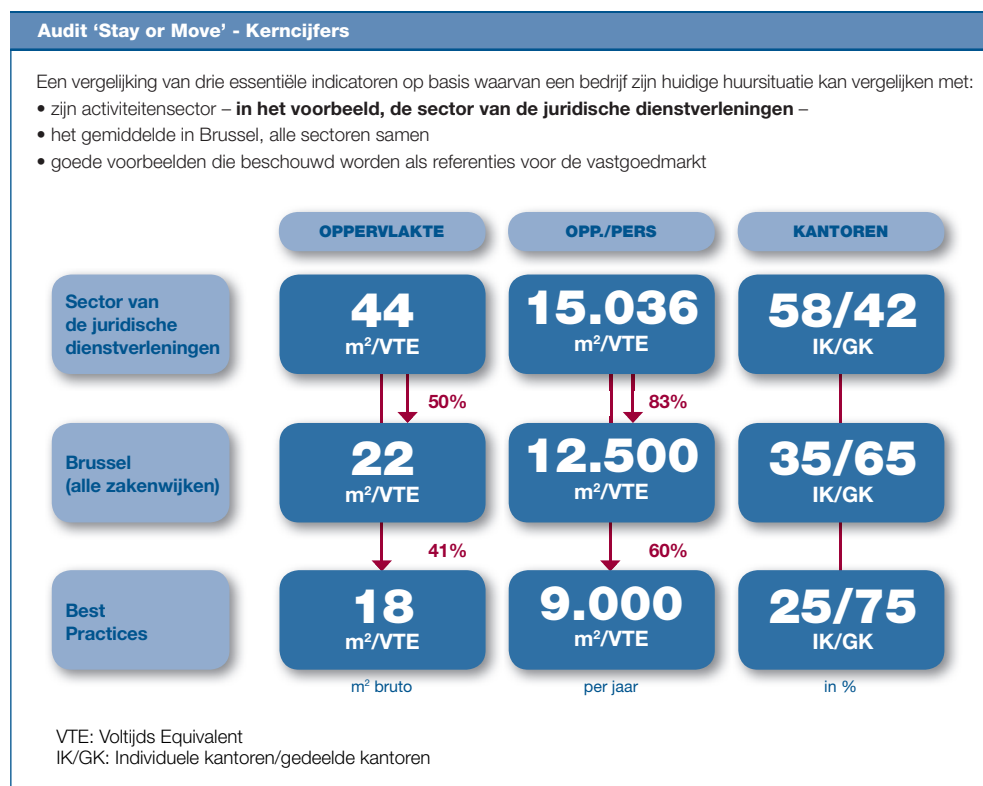 Audit ‘Stay or Move’ - Kerncijfers
Een vergelijking van drie essentiële indicatoren op basis waarvan een bedrijf zijn huidige huursituatie kan vergelijken met:
• zijn activiteitensector – in het voorbeeld, de sector van de juridische dienstverleningen –
• het gemiddelde in Brussel, alle sectoren samen
• goede voorbeelden die beschouwd worden als referenties voor de vastgoedmarkt
OPPERVLAKTE OPP./PERS KANTOREN
Sector van
de juridische
dienstverleningen
44
m²/VTE
15.036
m²/VTE
58/42
IK/GK
50% 83%
Brussel
(alle zakenwijken)
22
m²/VTE
12.500
m²/VTE
35/65
IK/GK
41% 60%
Best
Practices
18
m²/VTE
9.000
m²/VTE
25/75
IK/GK
m² bruto per jaar in %
VTE: Voltijds Equivalent
IK/GK: Individuele kantoren/gedeelde kantoren